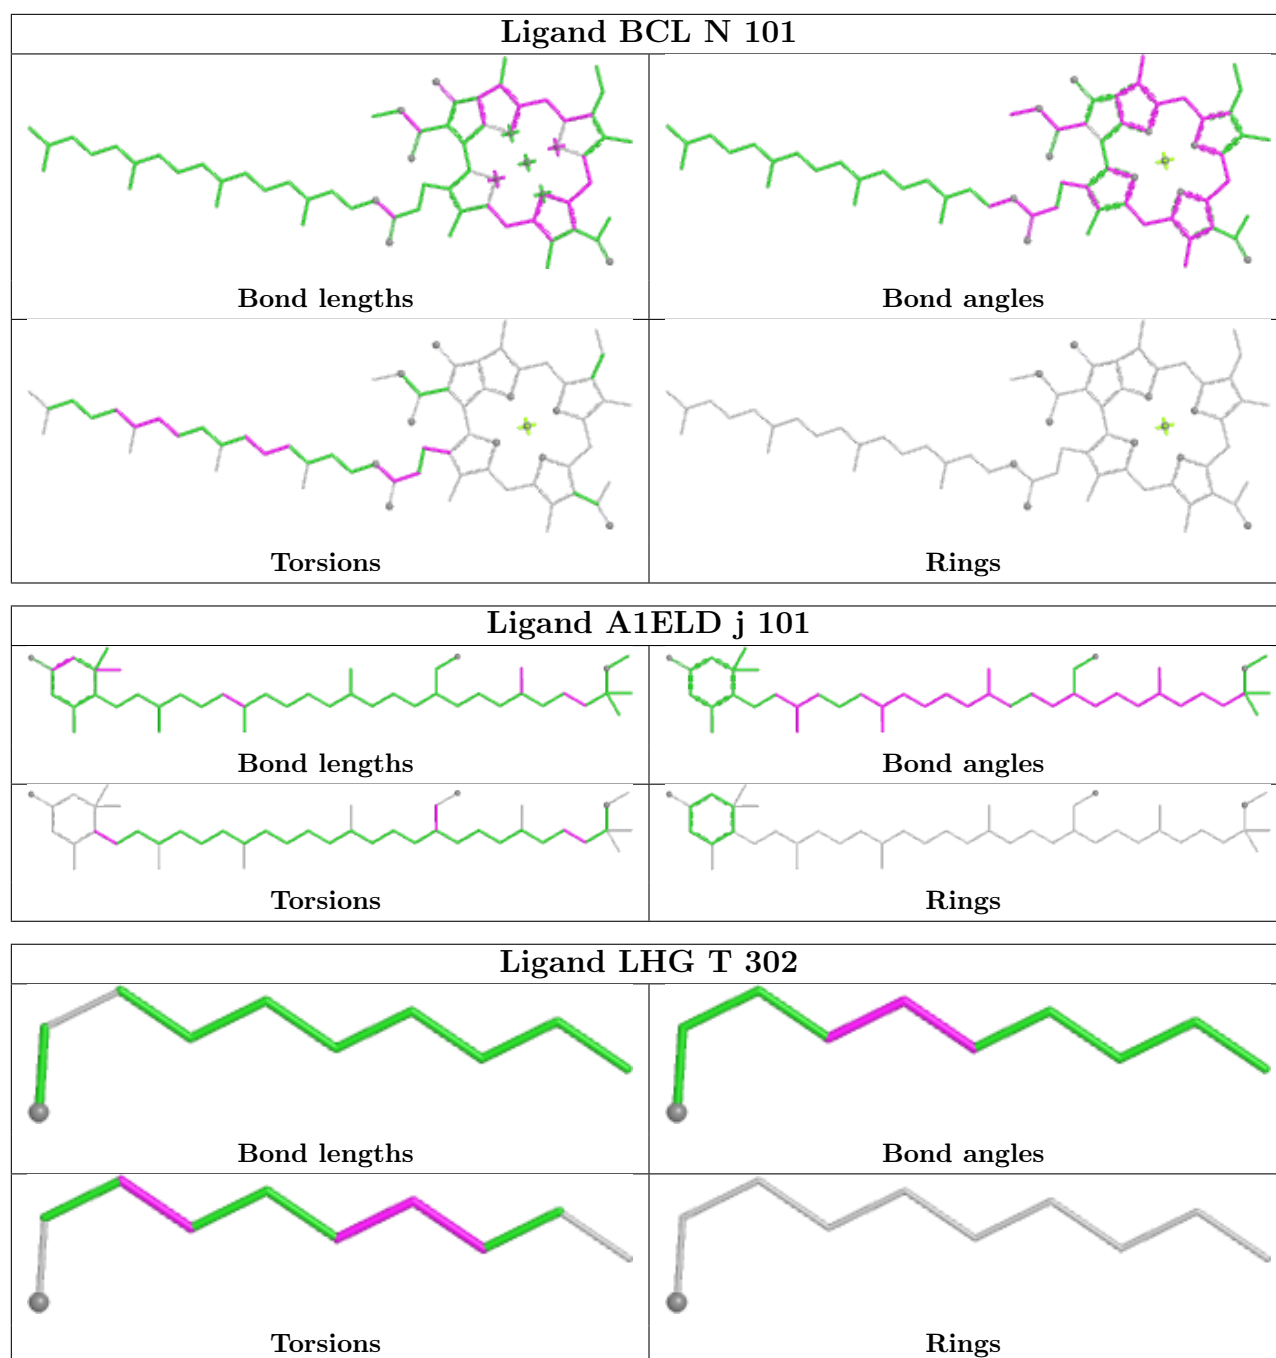 Ligand BCL N 101
Bond lengths
Bond angles
Torsions
Rings
Ligand A1ELD j 101
Bond lengths
Bond angles
Torsions
Rings
Ligand LHG T 302
Bond lengths
Bond angles
Torsions
Rings